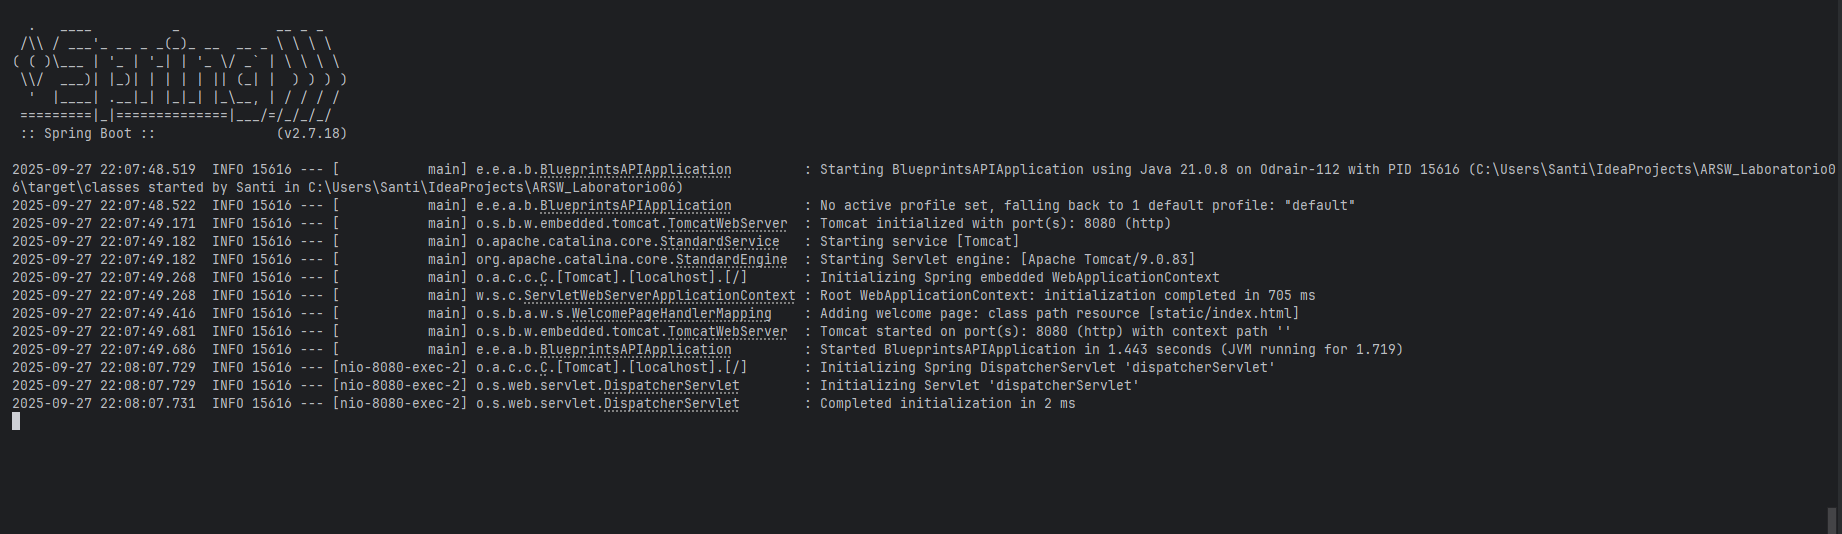 .   ____          _            __ _ _
 /\\ / ___'_ __ _ _(_)_ __  __ _ \ \ \ \
( ( )\___ | '_ | '_| | '_ \/ _` | \ \ \ \
 \\/  ___)| |_)| | | | | || (_| |  ) ) ) )
  '  |____| .__|_| |_|_| |_\__, | / / / /
 =========|_|==============|___/=/_/_/_/
 :: Spring Boot ::               (v2.7.18)

2025-09-27 22:07:48.519  INFO 15616 --- [           main] e.e.a.b.BlueprintsAPIApplication         : Starting BlueprintsAPIApplication using Java 21.0.8 on Odrair-112 with PID 15616 (C:\Users\Santi\IdeaProjects\ARSW_Laboratorio0
6\target\classes started by Santi in C:\Users\Santi\IdeaProjects\ARSW_Laboratorio06)
2025-09-27 22:07:48.522  INFO 15616 --- [           main] e.e.a.b.BlueprintsAPIApplication         : No active profile set, falling back to 1 default profile: "default"
2025-09-27 22:07:49.171  INFO 15616 --- [           main] o.s.b.w.embedded.tomcat.TomcatWebServer  : Tomcat initialized with port(s): 8080 (http)
2025-09-27 22:07:49.182  INFO 15616 --- [           main] o.apache.catalina.core.StandardService   : Starting service [Tomcat]
2025-09-27 22:07:49.182  INFO 15616 --- [           main] org.apache.catalina.core.StandardEngine  : Starting Servlet engine: [Apache Tomcat/9.0.83]
2025-09-27 22:07:49.268  INFO 15616 --- [           main] o.a.c.c.C.[Tomcat].[localhost].[/]       : Initializing Spring embedded WebApplicationContext
2025-09-27 22:07:49.268  INFO 15616 --- [           main] w.s.c.ServletWebServerApplicationContext : Root WebApplicationContext: initialization completed in 705 ms
2025-09-27 22:07:49.416  INFO 15616 --- [           main] o.s.b.a.w.s.WelcomePageHandlerMapping    : Adding welcome page: class path resource [static/index.html]
2025-09-27 22:07:49.681  INFO 15616 --- [           main] o.s.b.w.embedded.tomcat.TomcatWebServer  : Tomcat started on port(s): 8080 (http) with context path ''
2025-09-27 22:07:49.686  INFO 15616 --- [           main] e.e.a.b.BlueprintsAPIApplication         : Started BlueprintsAPIApplication in 1.443 seconds (JVM running for 1.719)
2025-09-27 22:08:07.729  INFO 15616 --- [nio-8080-exec-2] o.a.c.c.C.[Tomcat].[localhost].[/]       : Initializing Spring DispatcherServlet 'dispatcherServlet'
2025-09-27 22:08:07.729  INFO 15616 --- [nio-8080-exec-2] o.s.web.servlet.DispatcherServlet        : Initializing Servlet 'dispatcherServlet'
2025-09-27 22:08:07.731  INFO 15616 --- [nio-8080-exec-2] o.s.web.servlet.DispatcherServlet        : Completed initialization in 2 ms